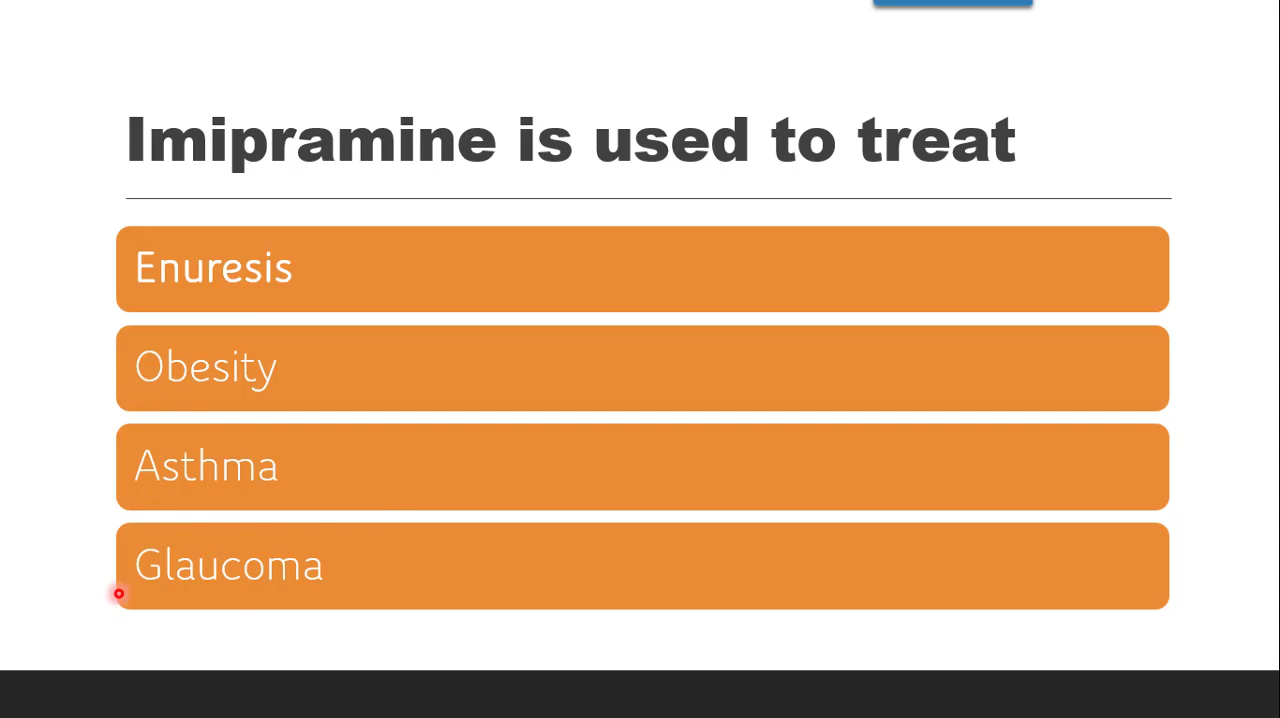 Imipramine is used to treat
Enuresis
Obesity
Asthma
Glaucoma